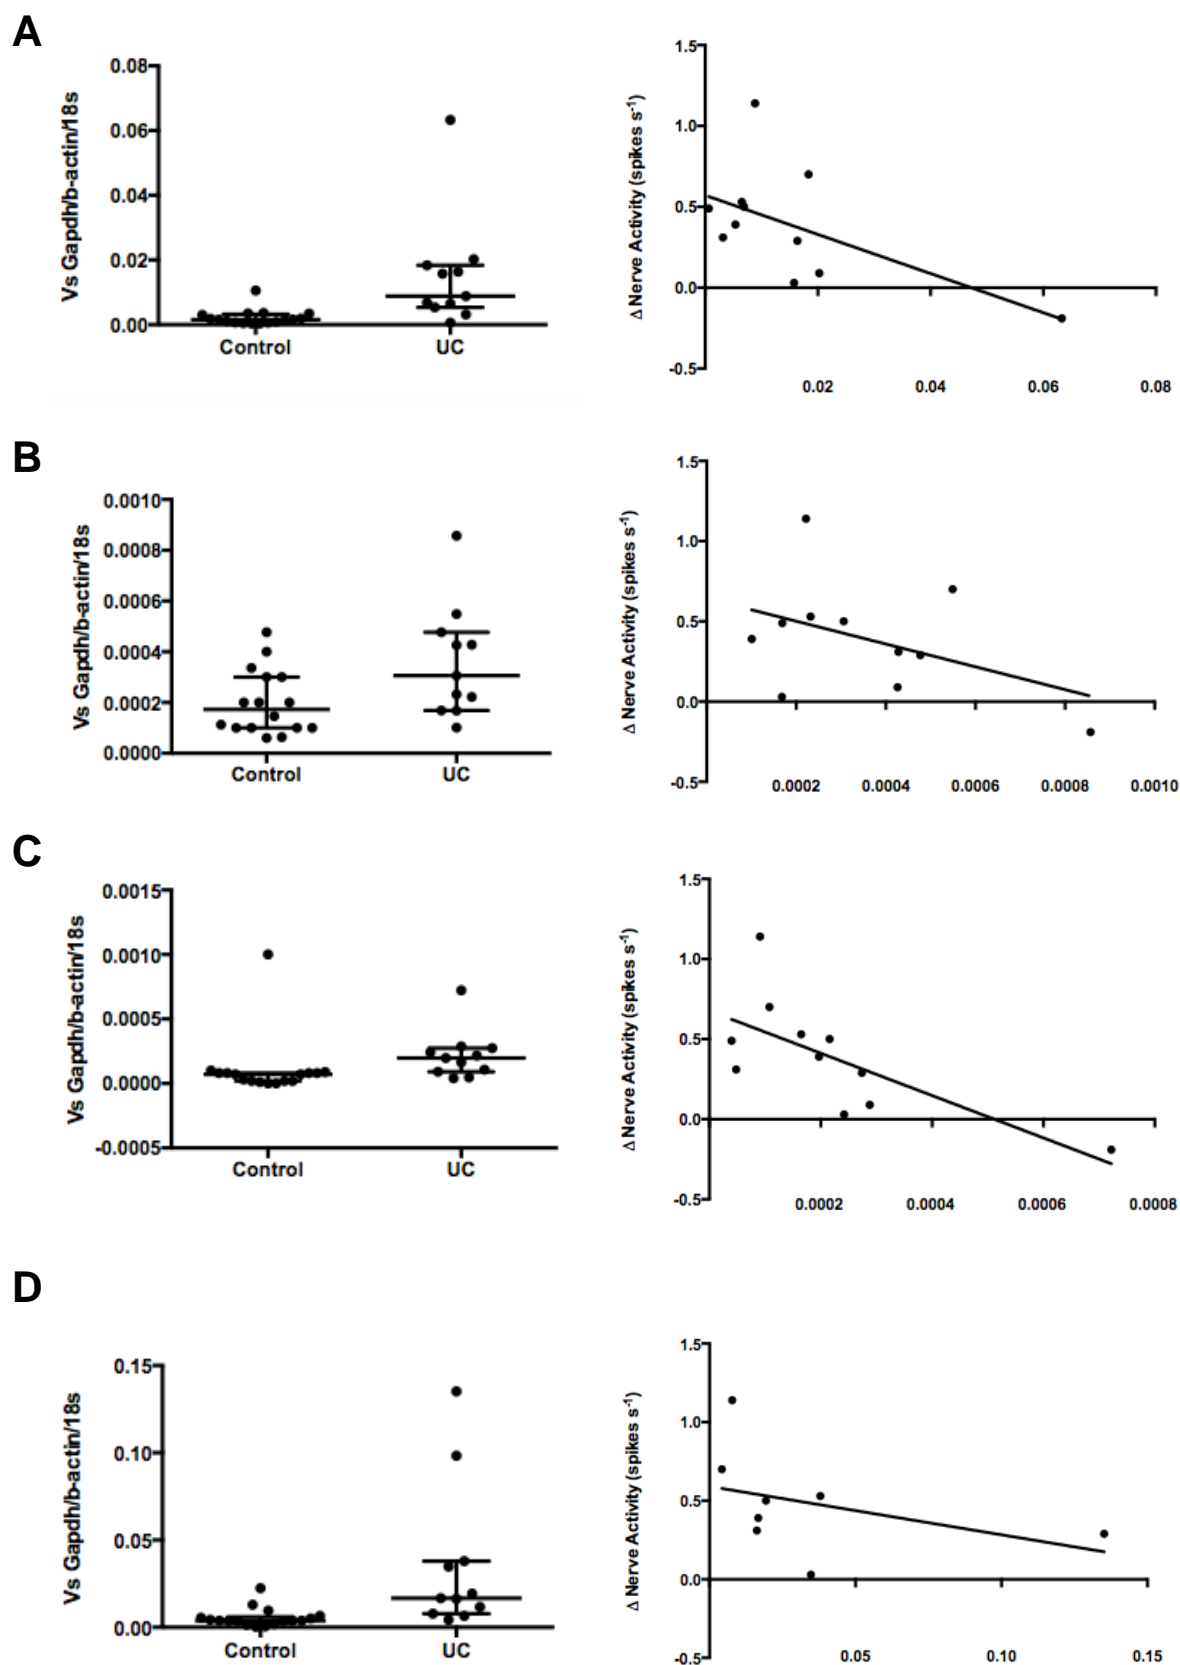 A
Vs Gapdh/b-actin/18s
0.08
0.06
0.04
0.02
0.00
Control
UC
Δ Nerve Activity (spikes s-1)
1.5
1.0
0.5
0.0
-0.5
0.02
0.04
0.06
0.08
B
Vs Gapdh/b-actin/18s
0.0010
0.0008
0.0006
0.0004
0.0002
0.0000
Control
UC
Δ Nerve Activity (spikes s-1)
1.5
1.0
0.5
0.0
-0.5
0.0002
0.0004
0.0006
0.0008
0.0010
C
Vs Gapdh/b-actin/18s
0.0015
0.0010
0.0005
0.0000
-0.0005
Control
UC
Δ Nerve Activity (spikes s-1)
1.5
1.0
0.5
0.0
-0.5
0.0002
0.0004
0.0006
0.0008
D
Vs Gapdh/b-actin/18s
0.15
0.10
0.05
0.00
Control
UC
Δ Nerve Activity (spikes s-1)
1.5
1.0
0.5
0.0
-0.5
0.05
0.10
0.15